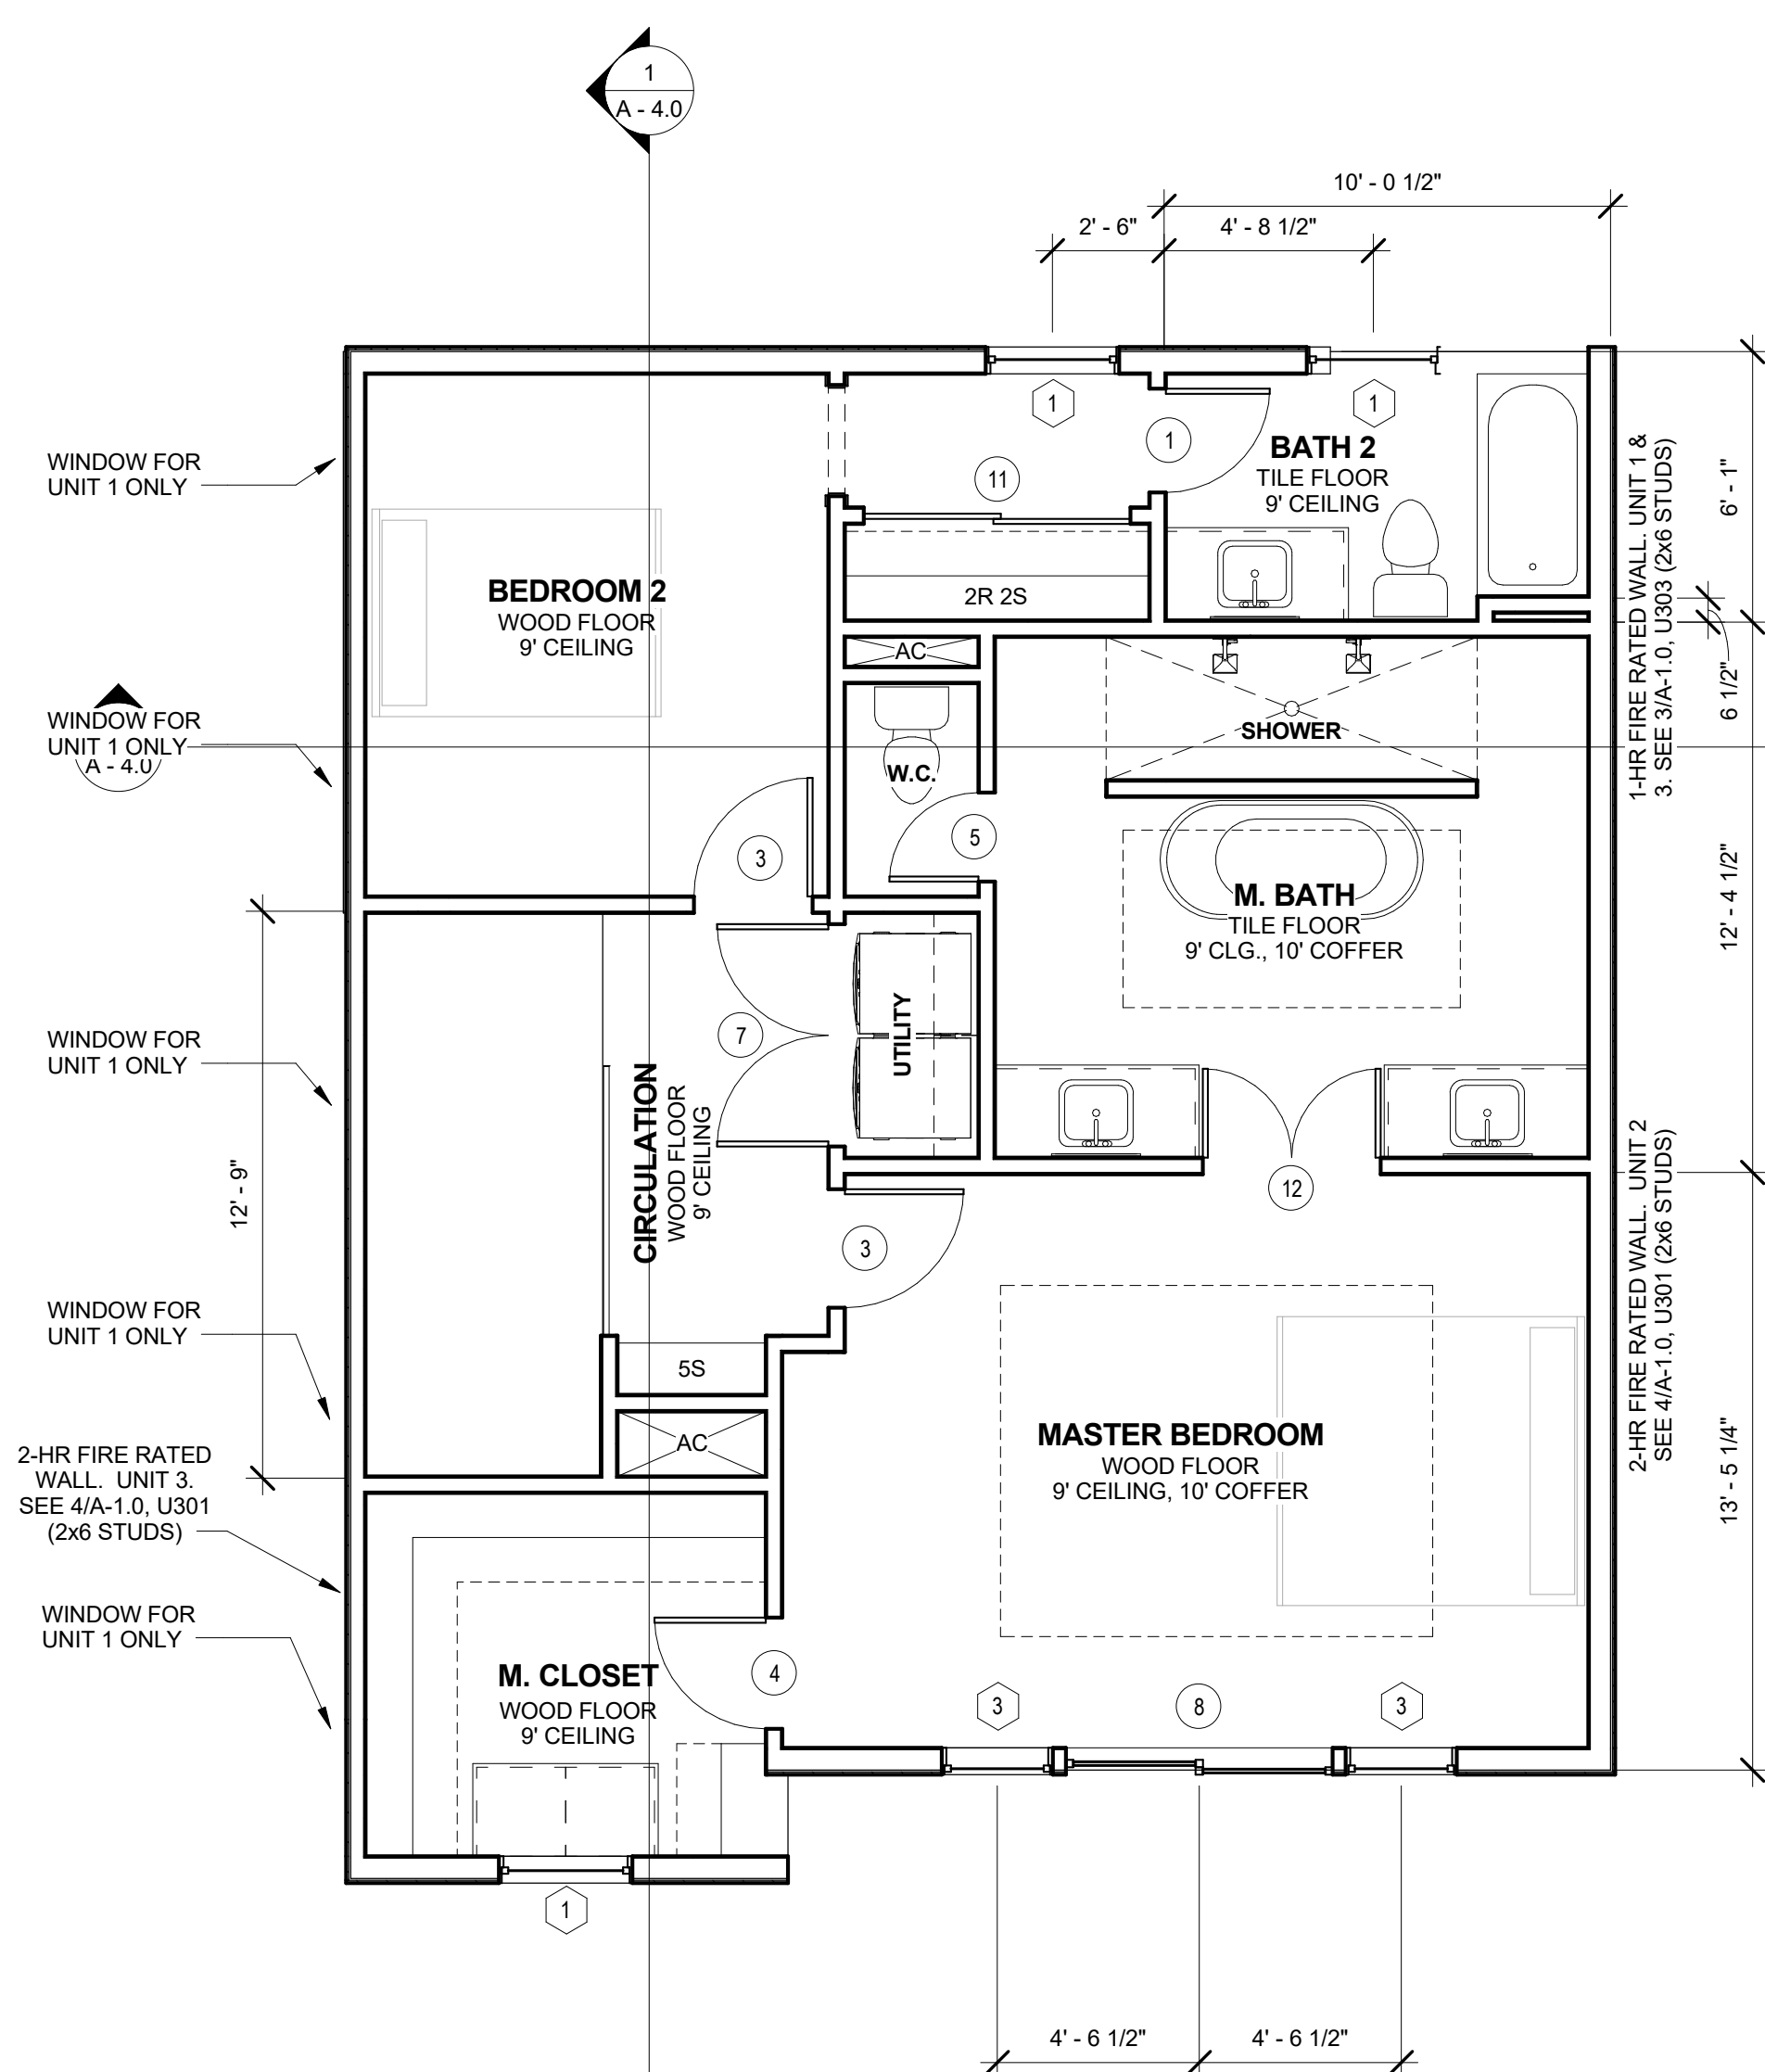 1
A - 4.0
10' - 0 1/2"
2' - 6"
4' - 8 1/2"
WINDOW FOR
UNIT 1 ONLY
1
1
1
BATH 2
TILE FLOOR
9' CEILING
11
1-HR FIRE RATED WALL. UNIT 1 &
3. SEE 3/A-1.0, U303 (2x6 STUDS)
6' - 1"
BEDROOM 2
WOOD FLOOR
9' CEILING
2R 2S
AC
6 1/2"
WINDOW FOR
UNIT 1 ONLY
A - 4.0
SHOWER
W.C.
5
3
M. BATH
TILE FLOOR
9' CLG., 10' COFFER
12' - 4 1/2"
WINDOW FOR
UNIT 1 ONLY
7
UTILITY
CIRCULATION
WOOD FLOOR
9' CEILING
12' - 9"
12
3
2-HR FIRE RATED WALL. UNIT 2
SEE 4/A-1.0, U301 (2x6 STUDS)
WINDOW FOR
UNIT 1 ONLY
5S
AC
2-HR FIRE RATED
WALL. UNIT 3.
SEE 4/A-1.0, U301
(2x6 STUDS)
MASTER BEDROOM
WOOD FLOOR
9' CEILING, 10' COFFER
13' - 5 1/4"
WINDOW FOR
UNIT 1 ONLY
M. CLOSET
WOOD FLOOR
9' CEILING
4
3
8
3
1
4' - 6 1/2"
4' - 6 1/2"